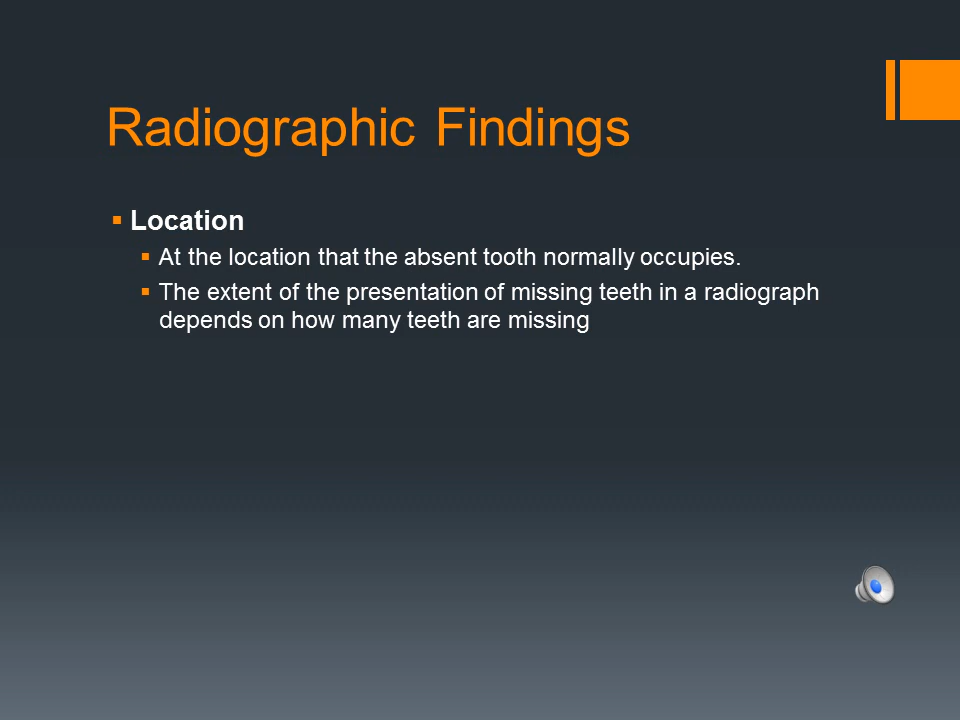 Radiographic Findings
Location
At the location that the absent tooth normally occupies.
The extent of the presentation of missing teeth in a radiograph
depends on how many teeth are missing